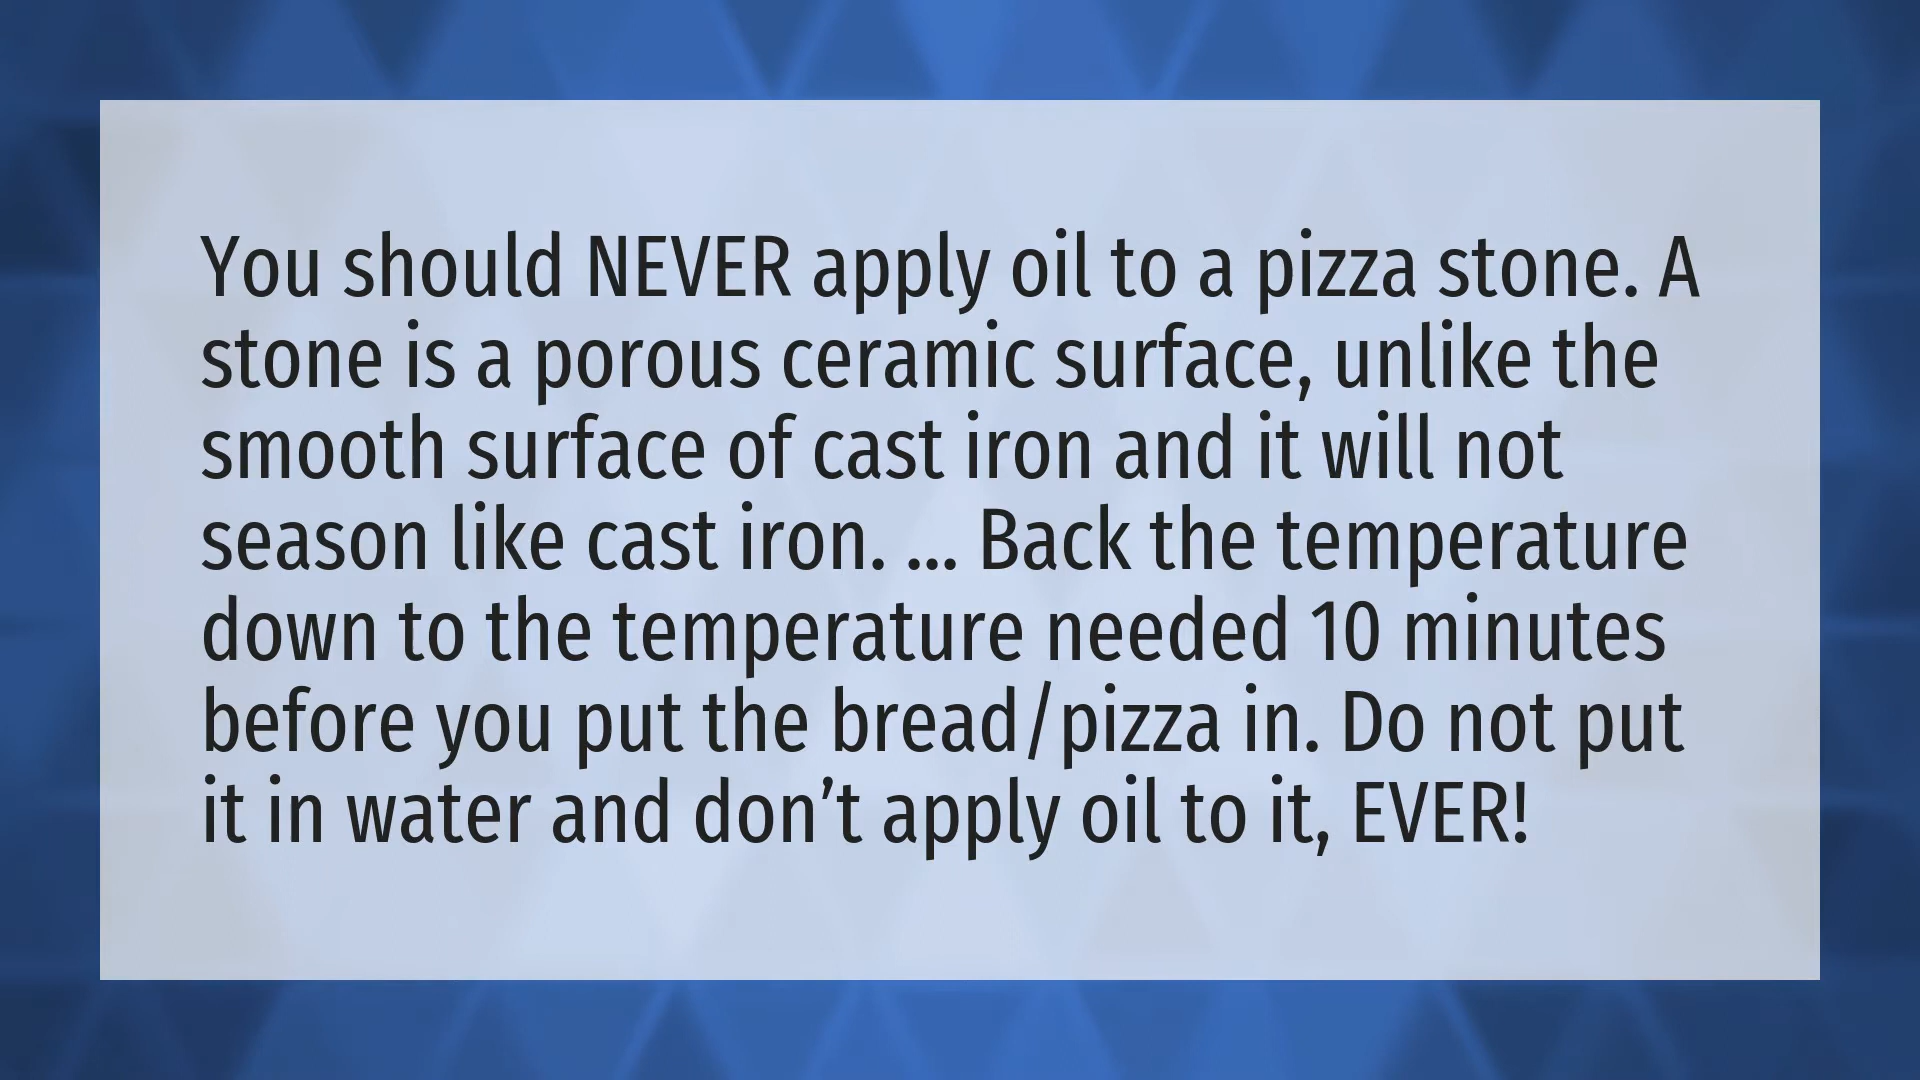 You should NEVER apply oil to a pizza stone. A
stone is a porous ceramic surface, unlike the
smooth surface of cast iron and it will not
season like cast iron. ... Back the temperature
down to the temperature needed 10 minutes
before you put the bread/pizza in. Do not put
it in water and don’t apply oil to it, EVER!